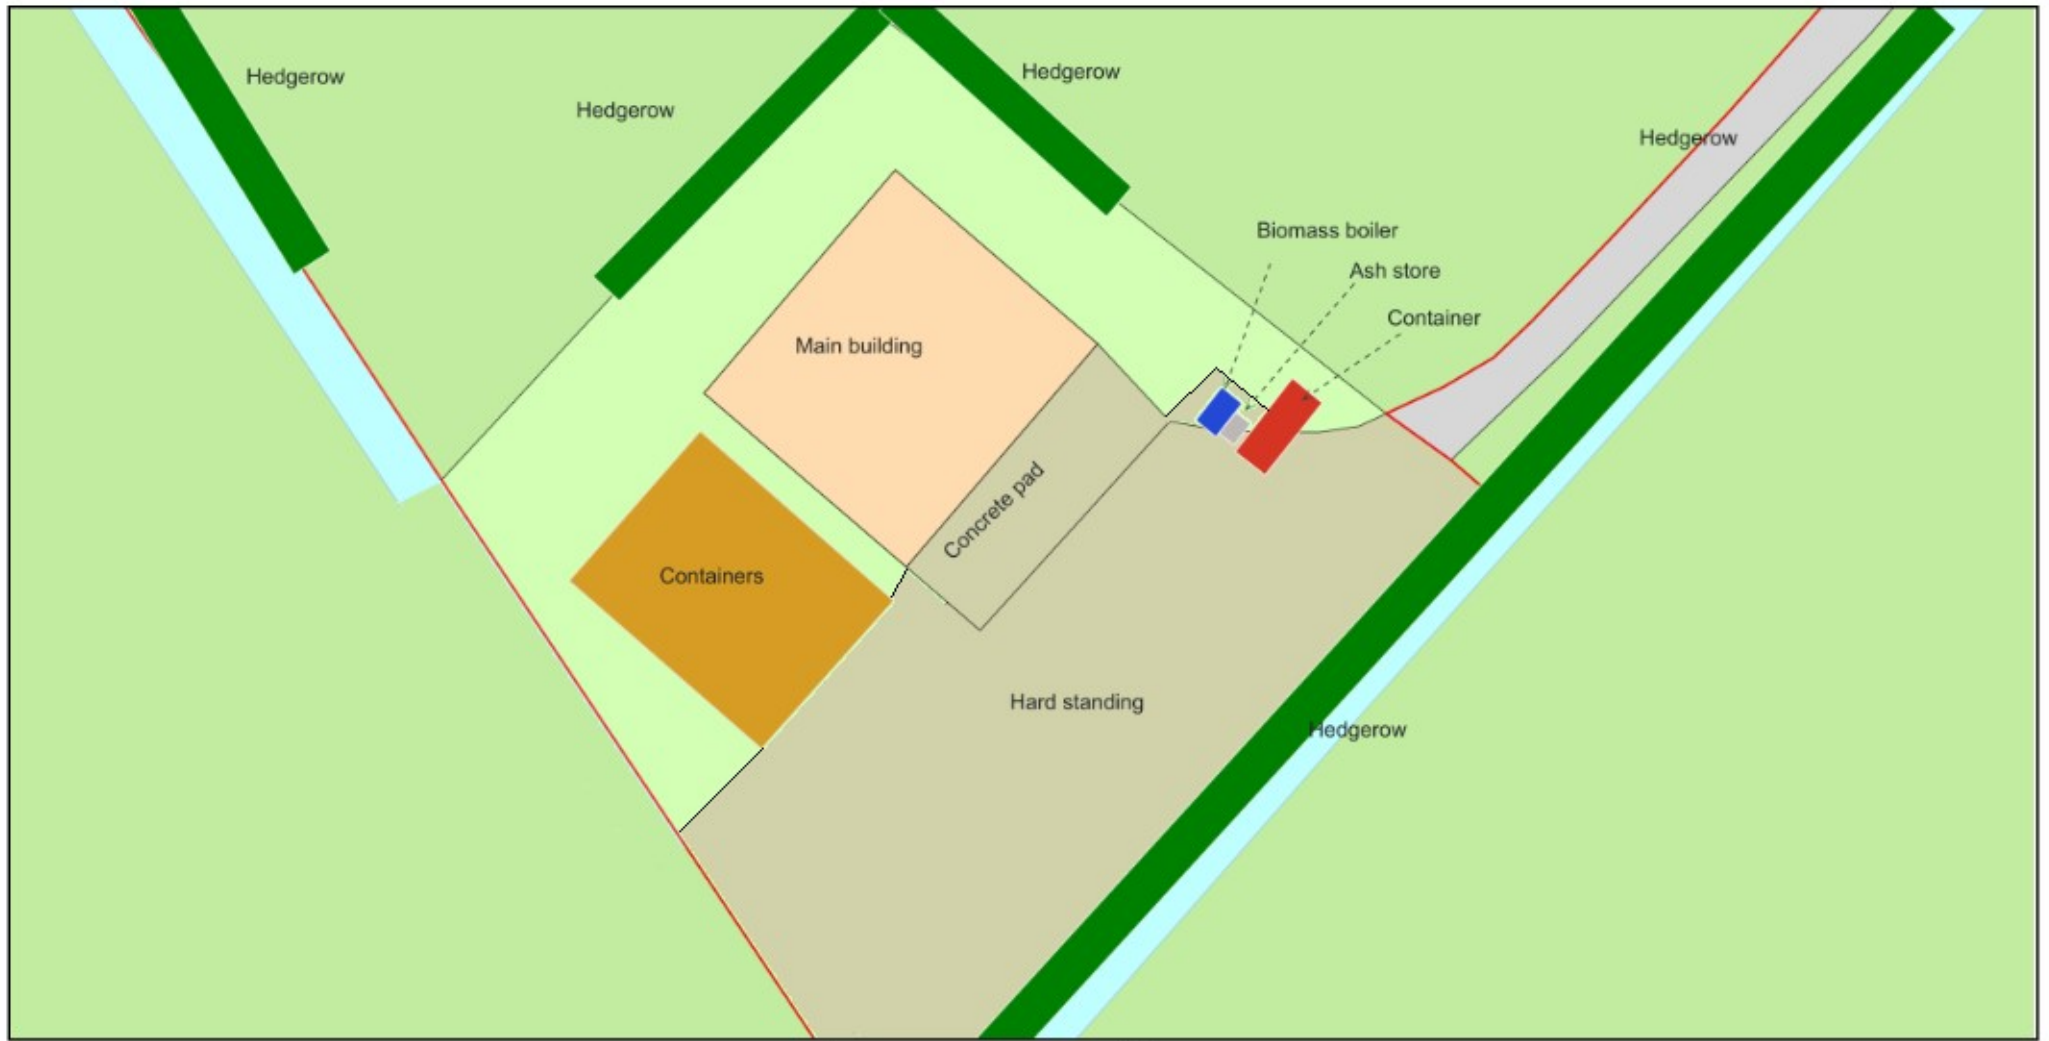 Hedgerow
Hedgerow
Hedgerow
Hedgerow
Biomass boiler
Ash store
Container
Main building
Concrete pad
Containers
Hard standing
Hedgerow